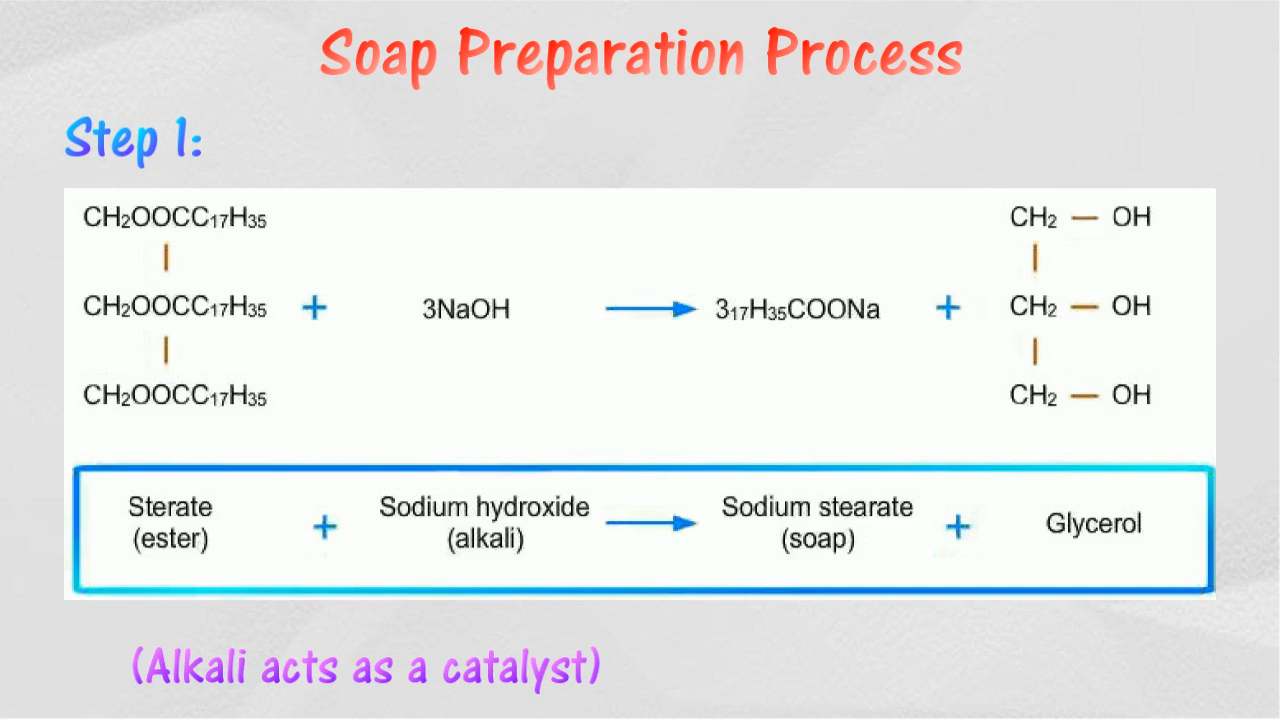 Soap Preparation Process
Step 1:
CH₂OOCC₁₇H₃₅
CH₂ — OH
CH₂OOCC₁₇H₃₅ + 3NaOH → 3₁₇H₃₅COONa + CH₂ — OH
CH₂OOCC₁₇H₃₅
CH₂ — OH
Sterate + Sodium hydroxide → Sodium stearate + Glycerol
(ester) (alkali) (soap)
(Alkali acts as a catalyst)